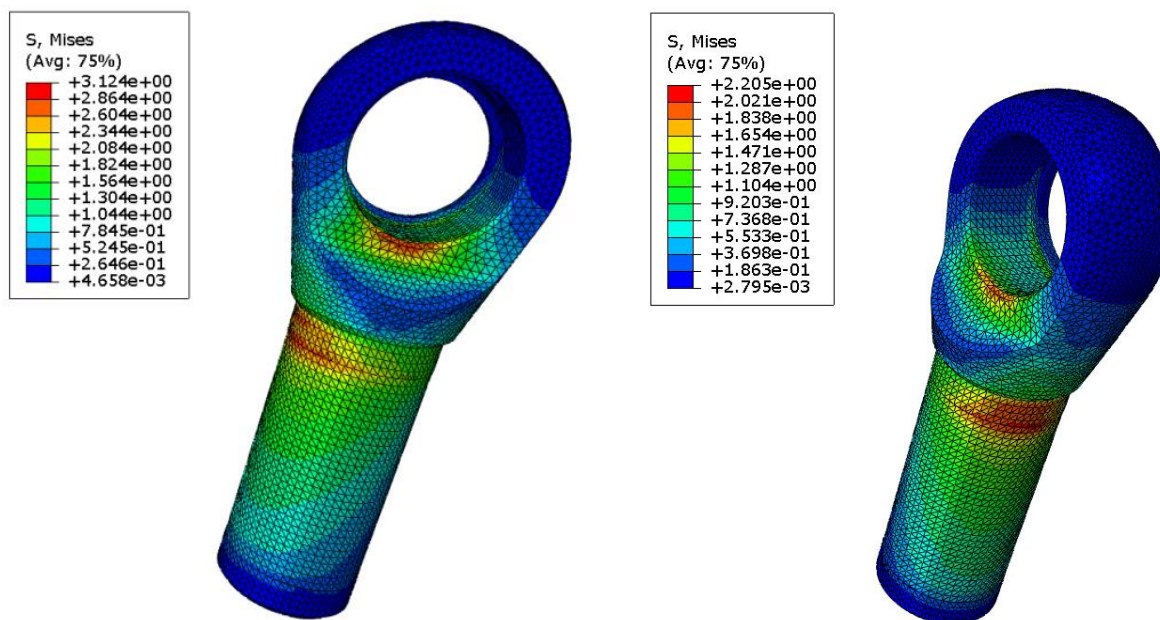 S, Mises
(Avg: 75%)
+3.124e+00
+2.864e+00
+2.604e+00
+2.344e+00
+2.084e+00
+1.824e+00
+1.564e+00
+1.304e+00
+1.044e+00
+7.845e-01
+5.245e-01
+2.646e-01
+4.658e-03
S, Mises
(Avg: 75%)
+2.205e+00
+2.021e+00
+1.838e+00
+1.654e+00
+1.471e+00
+1.287e+00
+1.104e+00
+9.203e-01
+7.368e-01
+5.533e-01
+3.698e-01
+1.863e-01
+2.795e-03